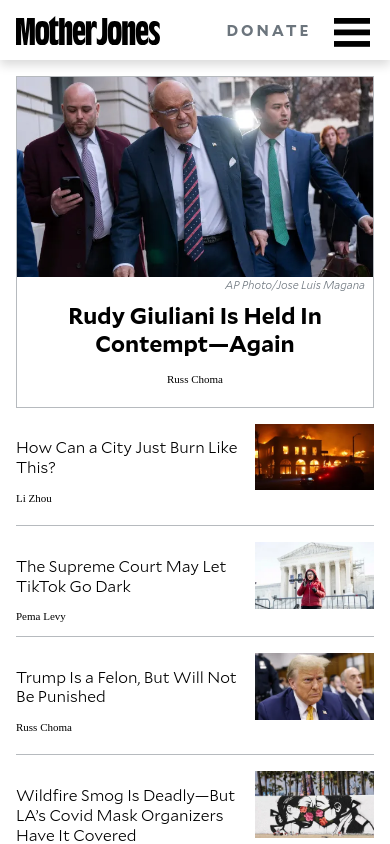 Mother Jones
DONATE
AP Photo/Jose Luis Magana
Rudy Giuliani Is Held In
Contempt—Again
Russ Choma
How Can a City Just Burn Like
This?
Li Zhou
The Supreme Court May Let
TikTok Go Dark
Pema Levy
Trump Is a Felon, But Will Not
Be Punished
Russ Choma
Wildfire Smog Is Deadly—But
LA’s Covid Mask Organizers
Have It Covered